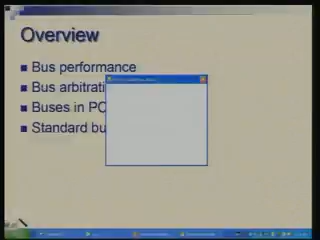 Overview
Bus performance
Bus arbitrati
Buses in PC
Standard bu